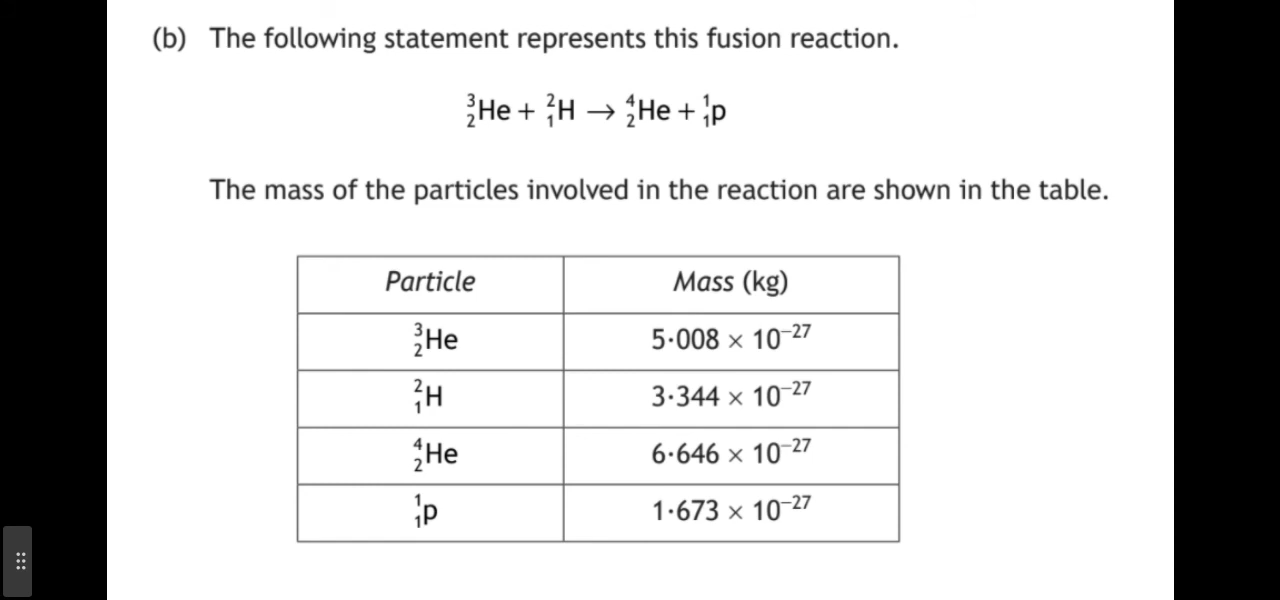 (b) The following statement represents this fusion reaction.
³₂He + ²₁H → ⁴₂He + ¹₁p
The mass of the particles involved in the reaction are shown in the table.
Particle Mass (kg)
³₂He 5·008 × 10⁻²⁷
²₁H 3·344 × 10⁻²⁷
⁴₂He 6·646 × 10⁻²⁷
¹₁p 1·673 × 10⁻²⁷